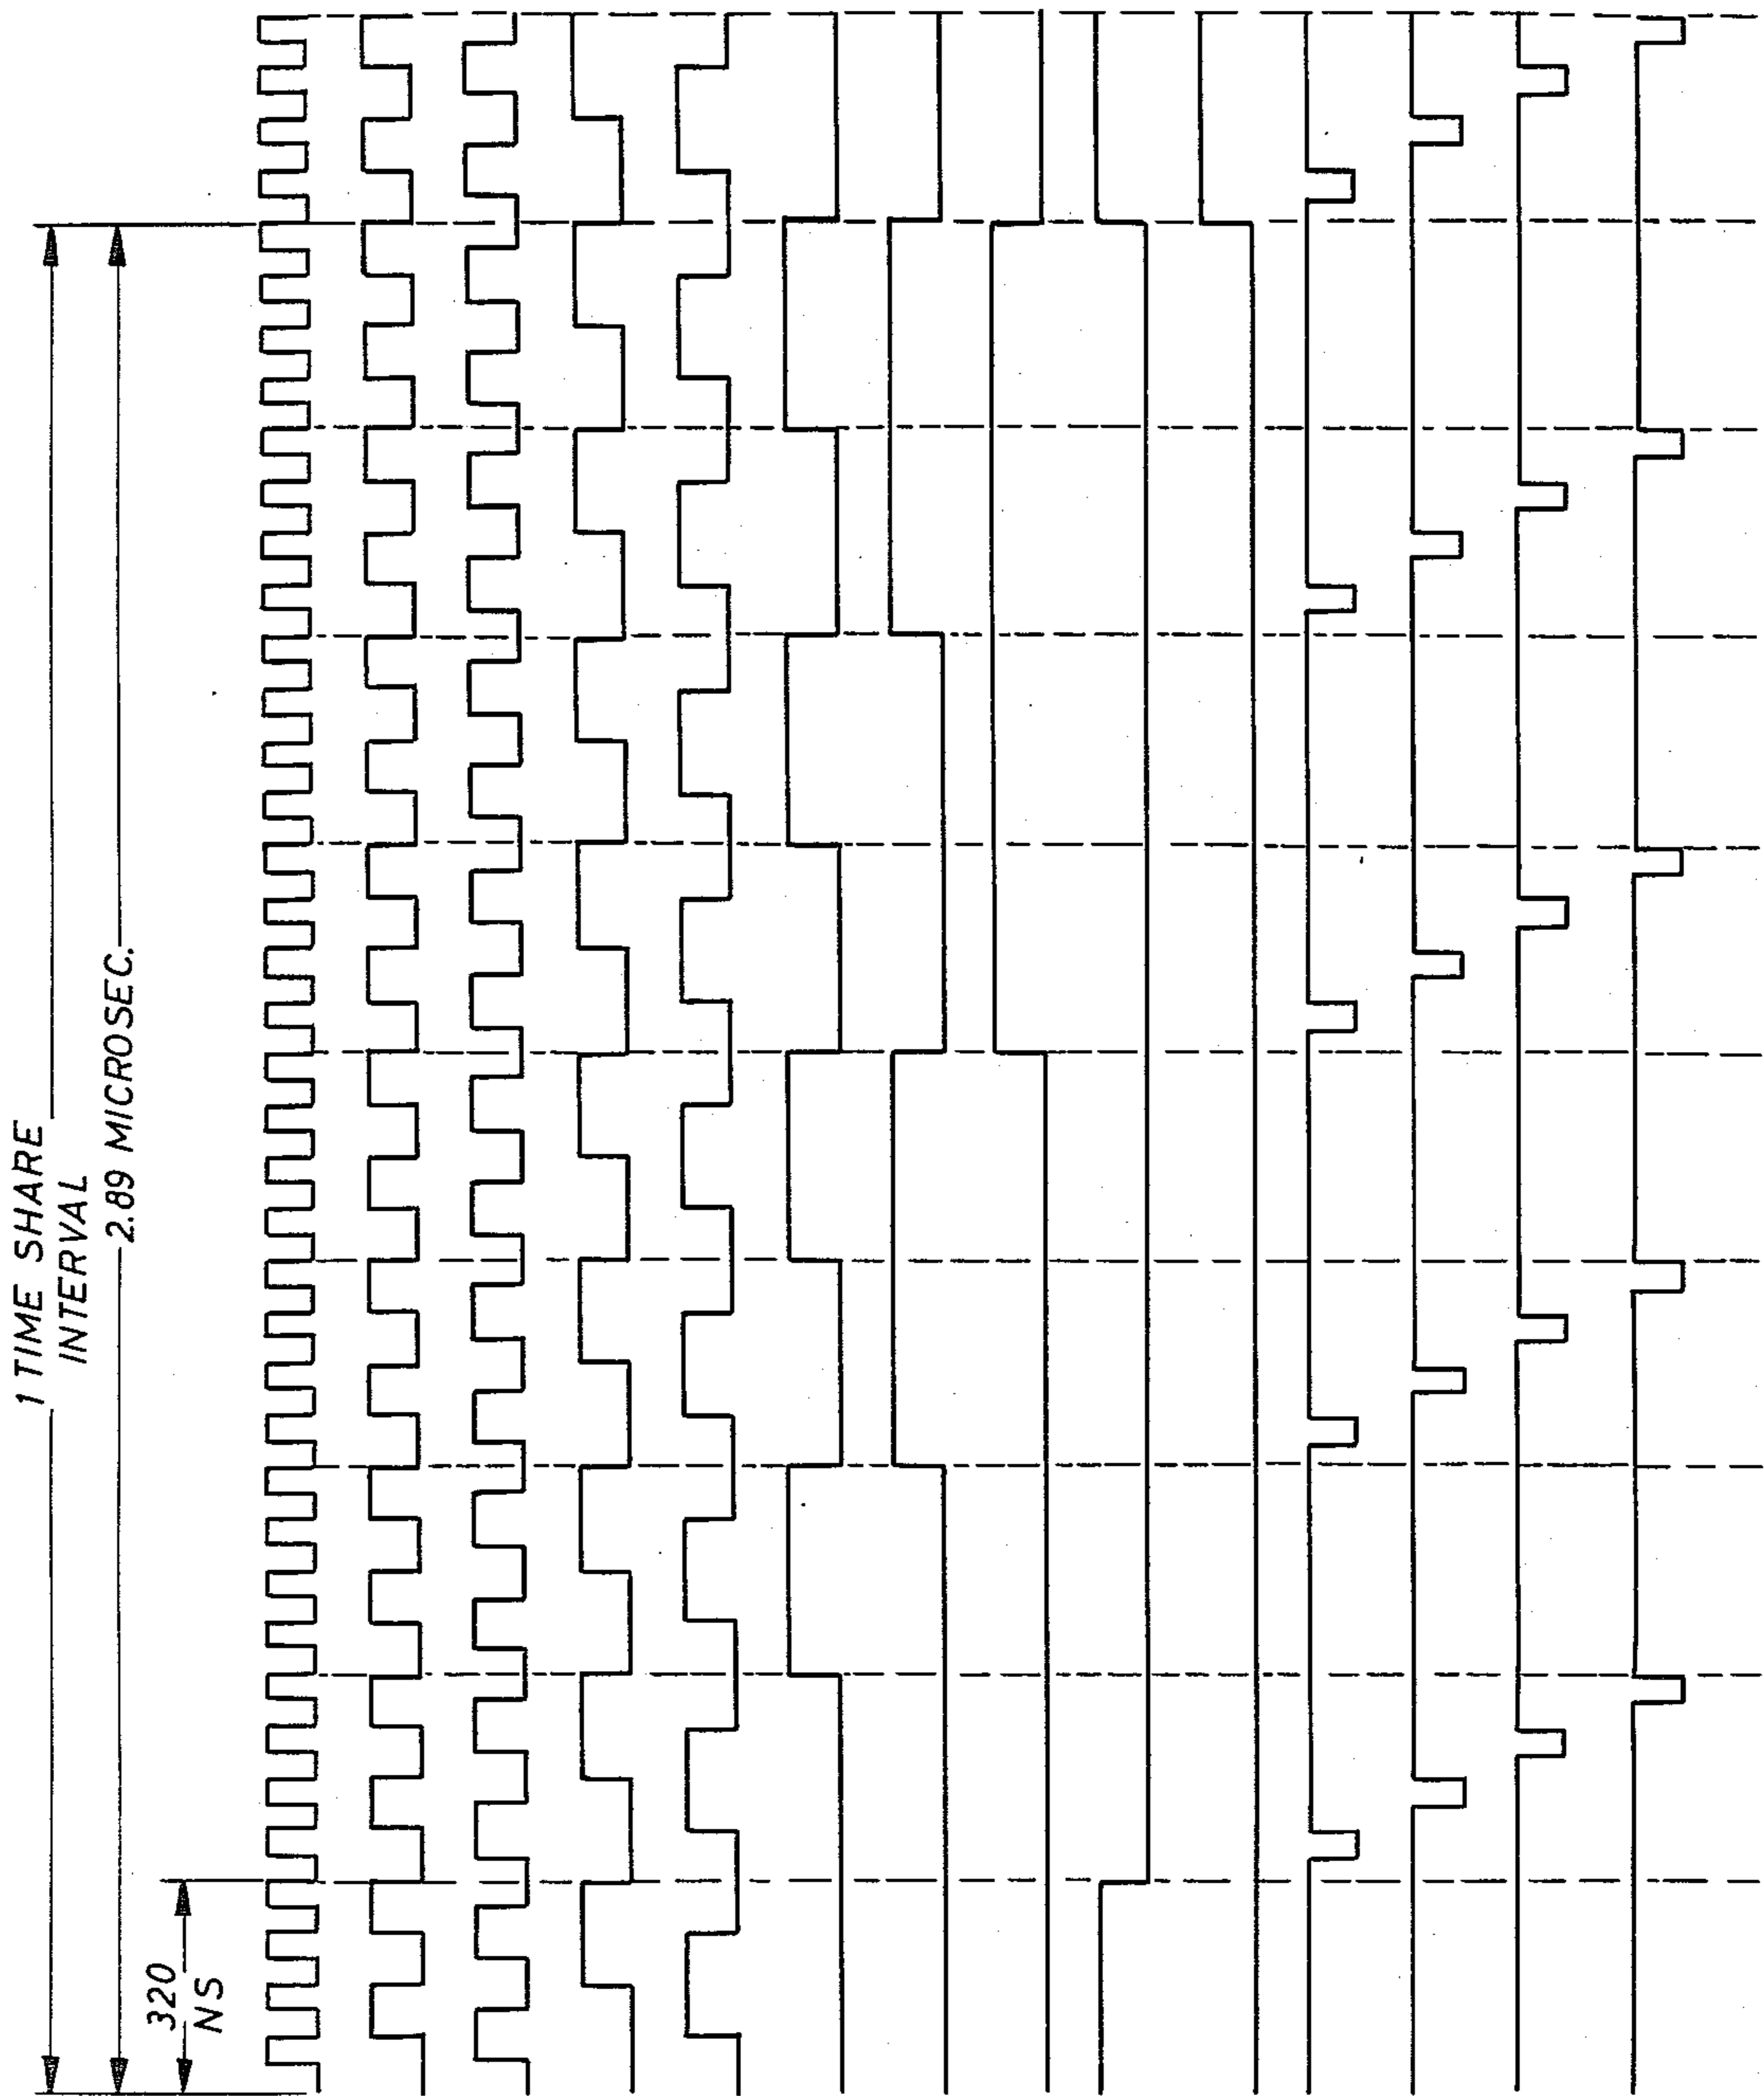 1 TIME SHARE
INTERVAL
2.89 MICROSEC.
320
NS